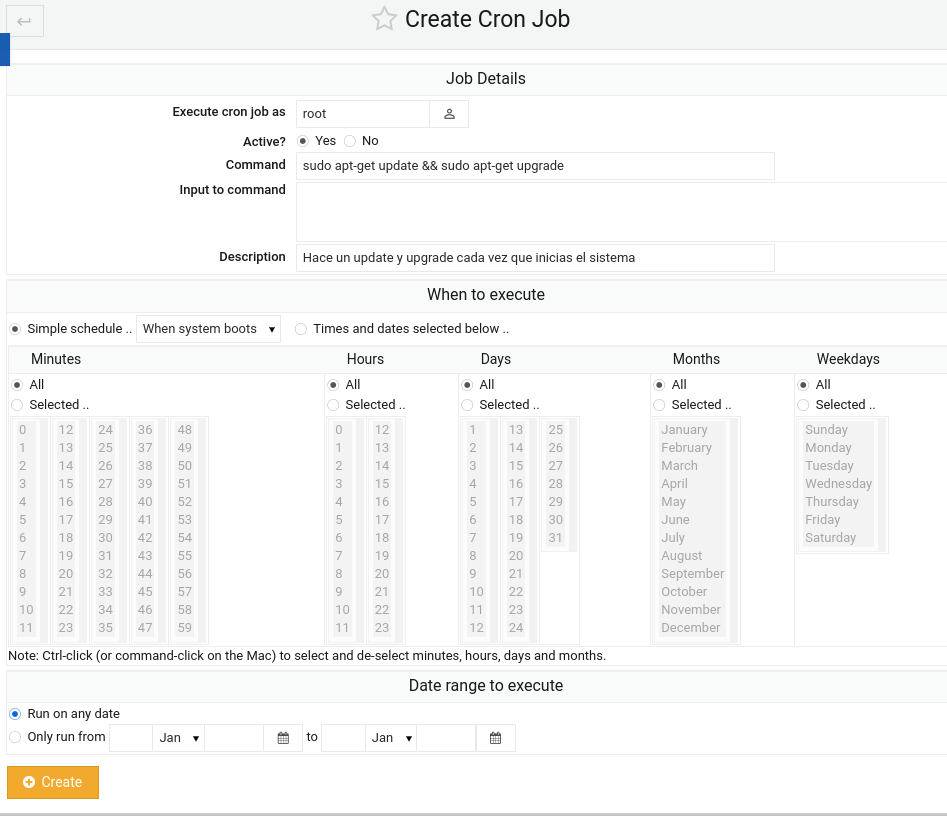 Create Cron Job
Job Details
Execute cron job as root
Active? Yes No
Command sudo apt-get update && sudo apt-get upgrade
Input to command
Description Hace un update y upgrade cada vez que inicias el sistema
When to execute
Simple schedule .. When system boots Times and dates selected below ..
Minutes Hours Days Months Weekdays
All All All All All
Selected .. Selected .. Selected .. Selected .. Selected ..
0 12 24 36 48 0 12 1 13 25 January Sunday
1 13 25 37 49 1 13 2 14 26 February Monday
2 14 26 38 50 2 14 3 15 27 March Tuesday
3 15 27 39 51 3 15 4 16 28 April Wednesday
4 16 28 40 52 4 16 5 17 29 May Thursday
5 17 29 41 53 5 17 6 18 30 June Friday
6 18 30 42 54 6 18 7 19 31 July Saturday
7 19 31 43 55 7 19 8 20 August
8 20 32 44 56 8 20 9 21 September
9 21 33 45 57 9 21 10 22 October
10 22 34 46 58 10 22 11 23 November
11 23 35 47 59 11 23 12 24 December
Note: Ctrl-click (or command-click on the Mac) to select and de-select minutes, hours, days and months.
Date range to execute
Run on any date
Only run from Jan to Jan
Create